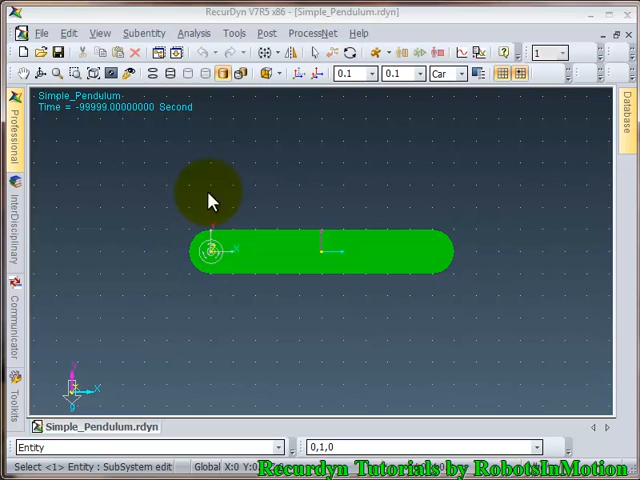 RecurDyn V7R5 x86 - [Simple_Pendulum.rdyn]
File Edit View Subentity Analysis Tools Post ProcessNet Help
1
0.1 0.1 Car
Simple_Pendulum
Time = -99999.00000000 Second
Professional
InterDisciplinary
Communicator
Toolkits
Database
X
X
g
Simple_Pendulum.rdyn
Entity 0,1,0
Select <1> Entity : SubSystem edit Global X:0 Y:0
Recurdyn Tutorials by RobotsInMotion